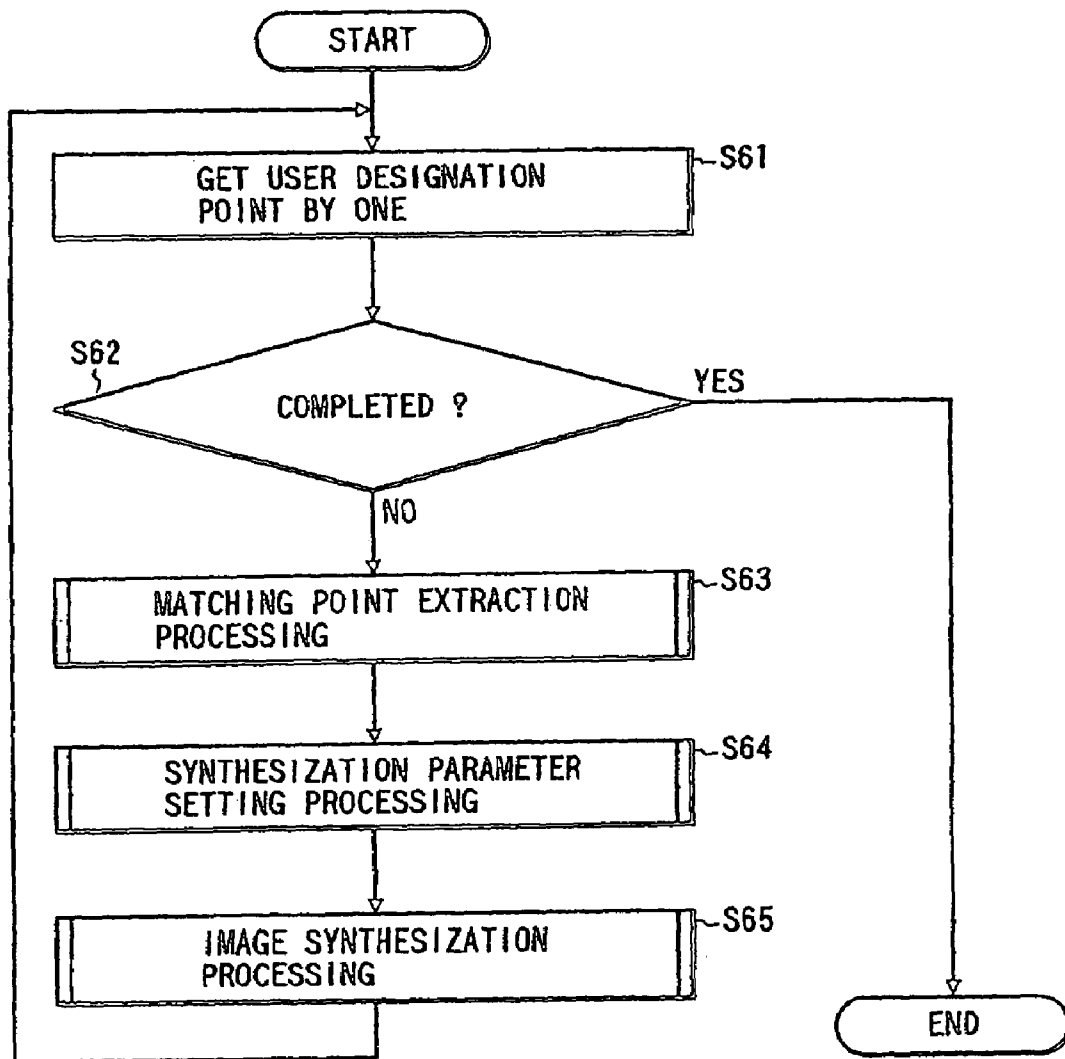 START
GET USER DESIGNATION
POINT BY ONE
S61
S62
COMPLETED ?
YES
NO
MATCHING POINT EXTRACTION
PROCESSING
S63
SYNTHESIZATION PARAMETER
SETTING PROCESSING
S64
IMAGE SYNTHESIZATION
PROCESSING
S65
END